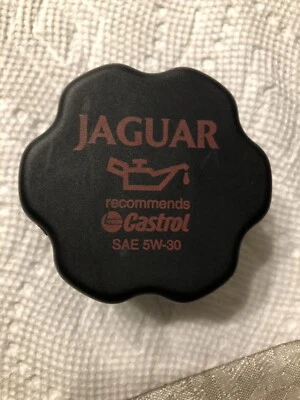 JAGUAR
recommends
Castrol
SAE 5W-30